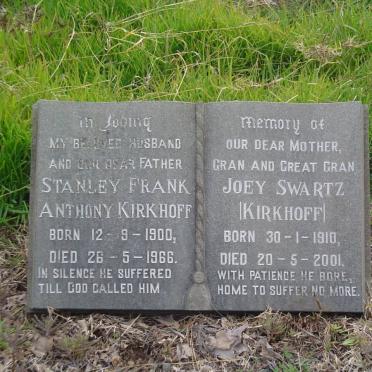 In Loving
MY BELOVED HUSBAND
AND OUR DEAR FATHER
STANLEY FRANK
ANTHONY KIRKHOFF
BORN 12-9-1900,
DIED 26-5-1966.
IN SILENCE HE SUFFERED
TILL GOD CALLED HIM.
Memory of
OUR DEAR MOTHER,
GRAN AND GREAT GRAN
JOEY SWARTZ
[KIRKHOFF]
BORN 30-1-1910,
DIED 20-5-2001.
WITH PATIENCE HE BORE,
HOME TO SUFFER NO MORE.